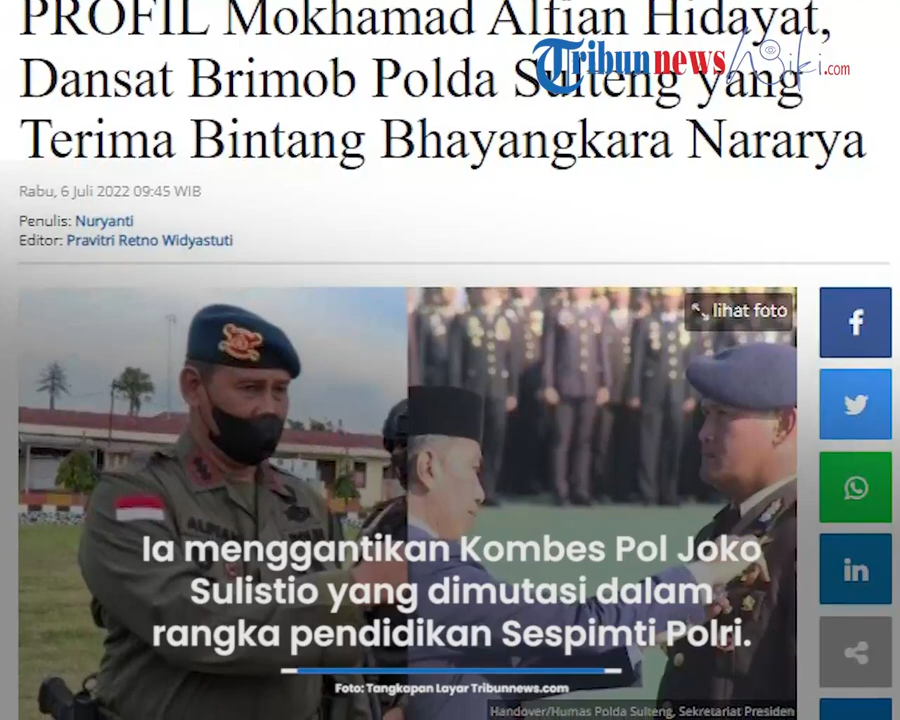 PROFIL Mokhamad Alfian Hidayat,
Tribunnewswiki.com
Dansat Brimob Polda Sulteng yang
Terima Bintang Bhayangkara Nararya
Rabu, 6 Juli 2022 09:45 WIB
Penulis: Nuryanti
Editor: Pravitri Retno Widyastuti
lihat foto
Ia menggantikan Kombes Pol Joko
Sulistio yang dimutasi dalam
rangka pendidikan Sespimti Polri.
Foto: Tangkapan Layar Tribunnews.com
Handover/Humas Polda Sulteng, Sekretariat Presiden